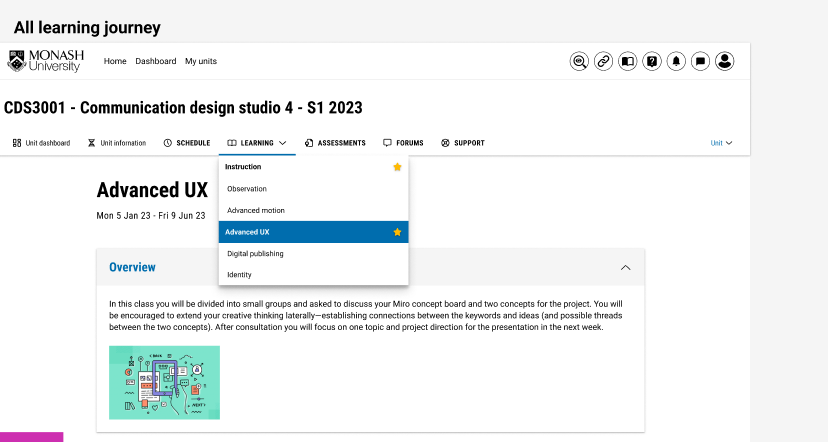 All learning journey
MONASH
University
Home Dashboard My units
CDS3001 - Communication design studio 4 - S1 2023
Unit dashboard Unit information SCHEDULE LEARNING ASSESSMENTS FORUMS SUPPORT Unit
Instruction
Observation
Advanced motion
Advanced UX
Digital publishing
Identity
Advanced UX
Mon 5 Jan 23 - Fri 9 Jun 23
Overview
In this class you will be divided into small groups and asked to discuss your Miro concept board and two concepts for the project. You will
be encouraged to extend your creative thinking laterally—establishing connections between the keywords and ideas (and possible threads
between the two concepts). After consultation you will focus on one topic and project direction for the presentation in the next week.
BACK
NEXT